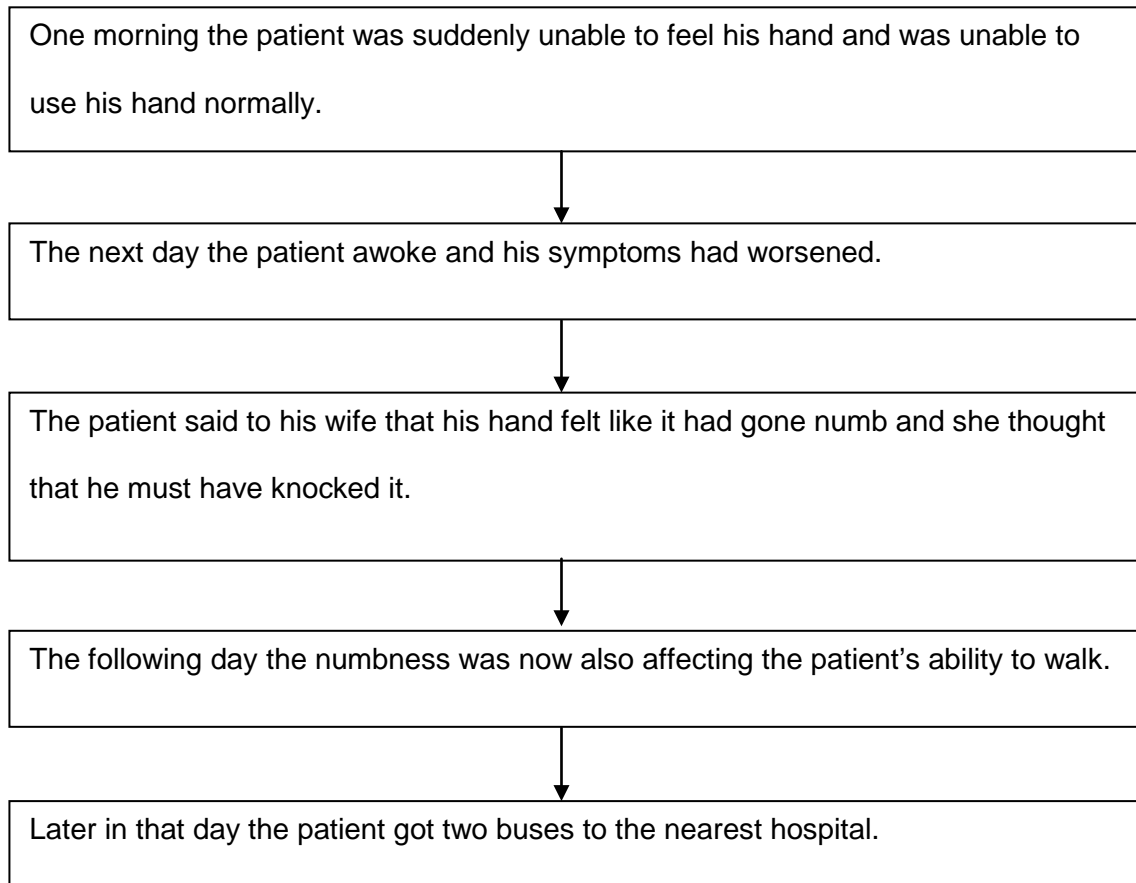 One morning the patient was suddenly unable to feel his hand and was unable to
use his hand normally.
The next day the patient awoke and his symptoms had worsened.
The patient said to his wife that his hand felt like it had gone numb and she thought
that he must have knocked it.
The following day the numbness was now also affecting the patient’s ability to walk.
Later in that day the patient got two buses to the nearest hospital.